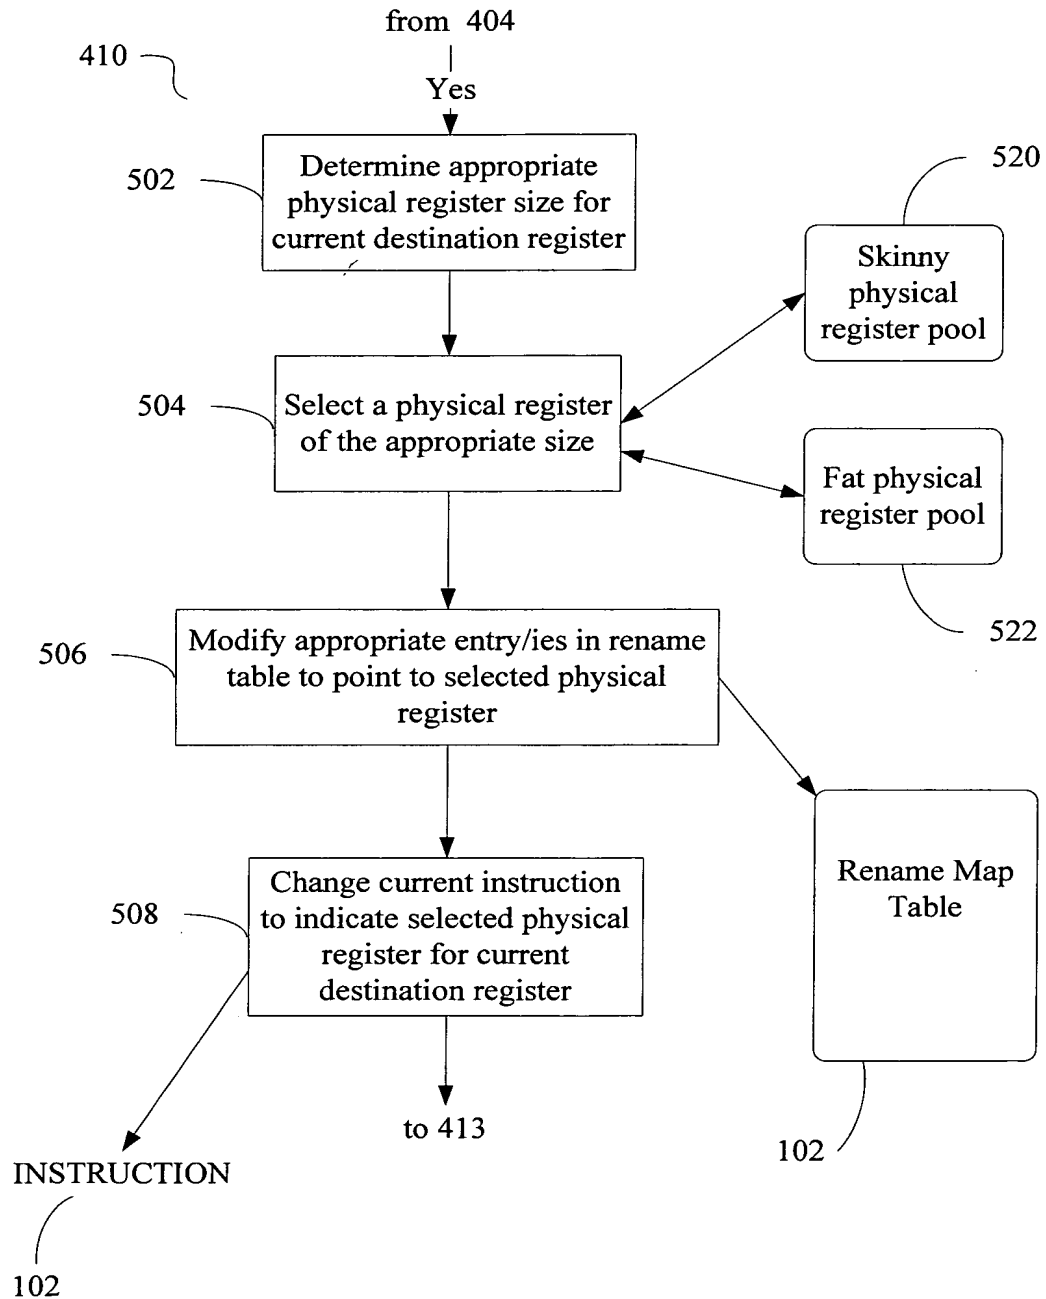 from 404
410
Yes
Determine appropriate
physical register size for
current destination register
502
520
Skinny
physical
register pool
504
Select a physical register
of the appropriate size
Fat physical
register pool
522
506
Modify appropriate entry/ies in rename
table to point to selected physical
register
Rename Map
Table
508
Change current instruction
to indicate selected physical
register for current
destination register
to 413
102
INSTRUCTION
102